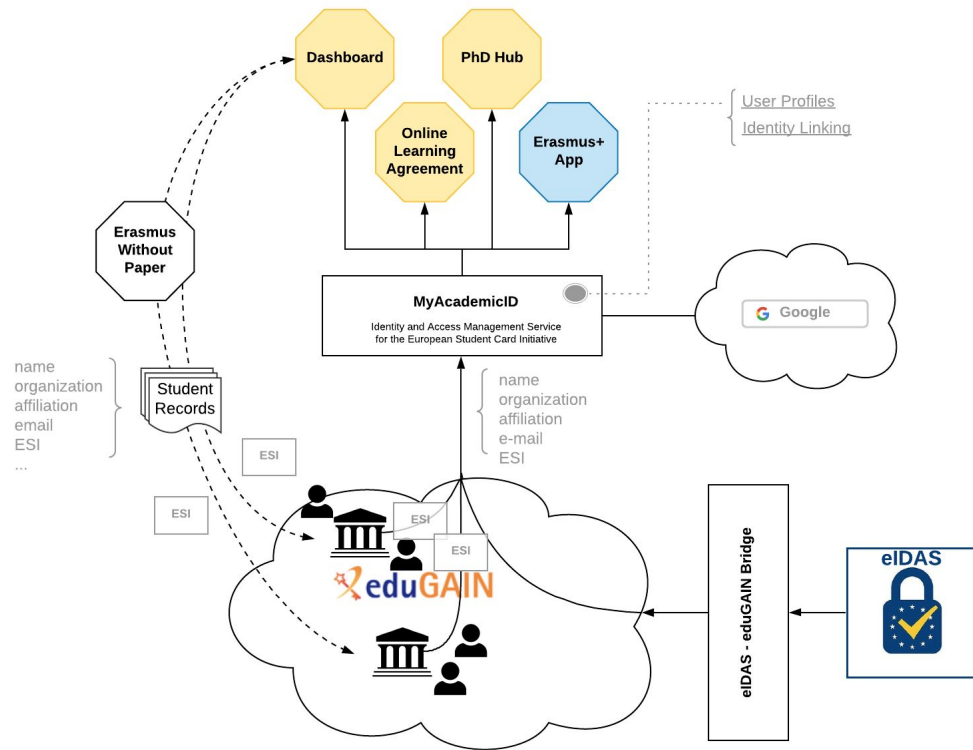 Dashboard
PhD Hub
Online
Learning
Agreement
Erasmus+
App
User Profiles
Identity Linking
Erasmus
Without
Paper
MyAcademicID
Identity and Access Management Service
for the European Student Card Initiative
Google
name
organization
affiliation
email
ESI
...
Student
Records
name
organization
affiliation
e-mail
ESI
ESI
ESI
ESI
ESI
eduGAIN
eIDAS - eduGAIN Bridge
eIDAS